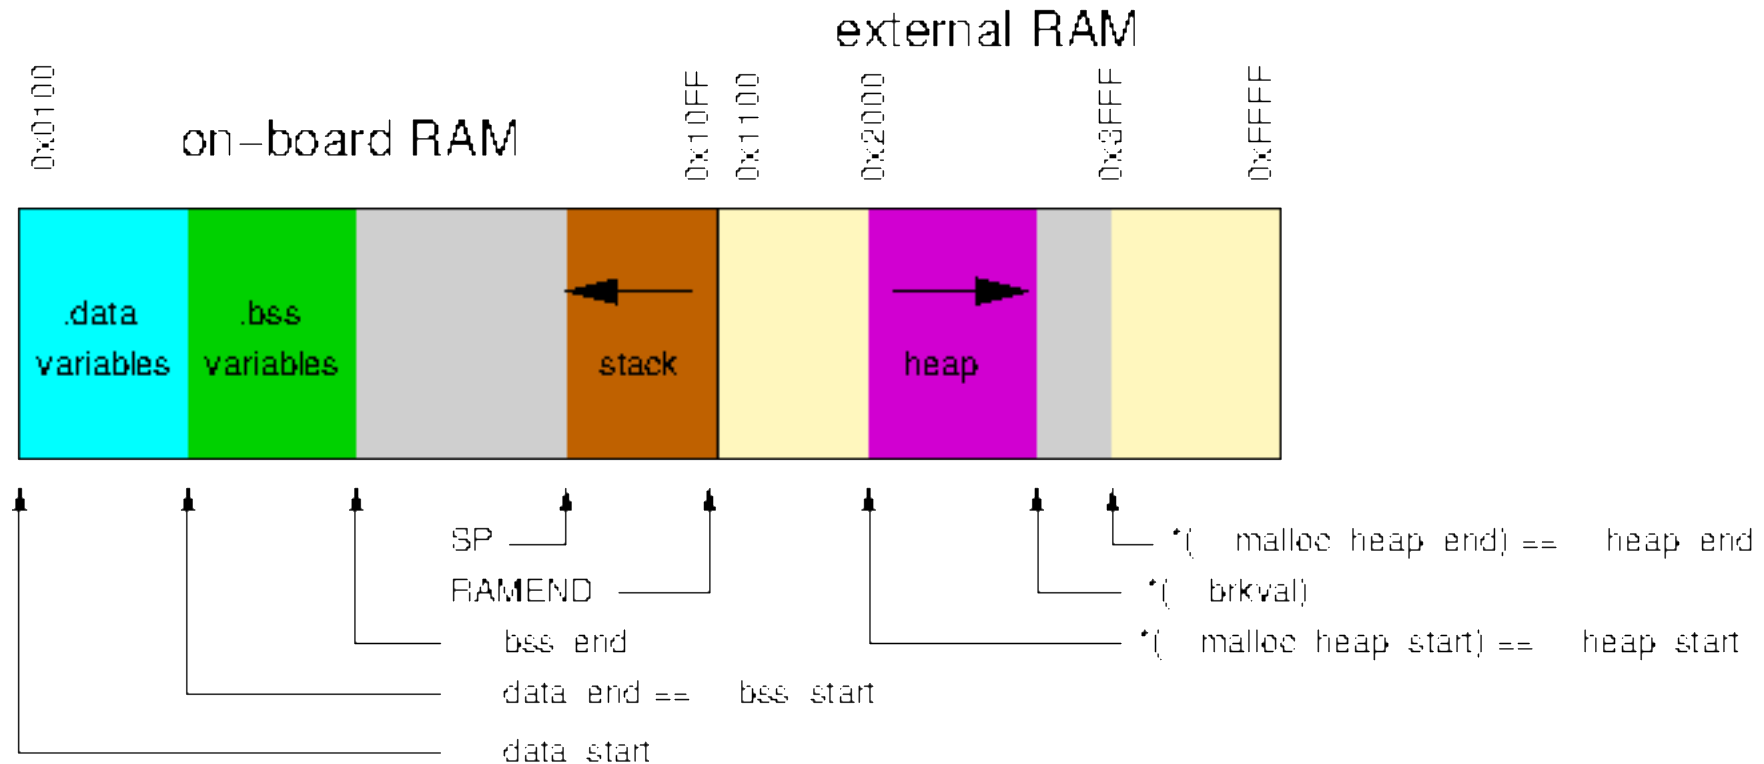 external RAM
on-board RAM
0x0100
0x10FF
0x1100
0x2000
0x3FFF
0xFFFF
.data
variables
.bss
variables
stack
heap
SP
RAMEND
bss end
data end == bss start
data start
*( malloc heap end) == heap end
*( brkval)
*( malloc heap start) == heap start